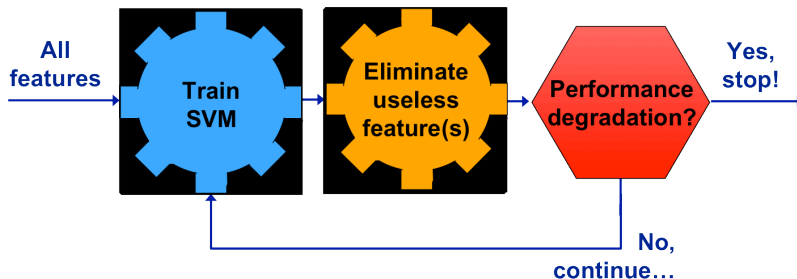 All
features
Train
SVM
Eliminate
useless
feature(s)
Performance
degradation?
Yes,
stop!
No,
continue…